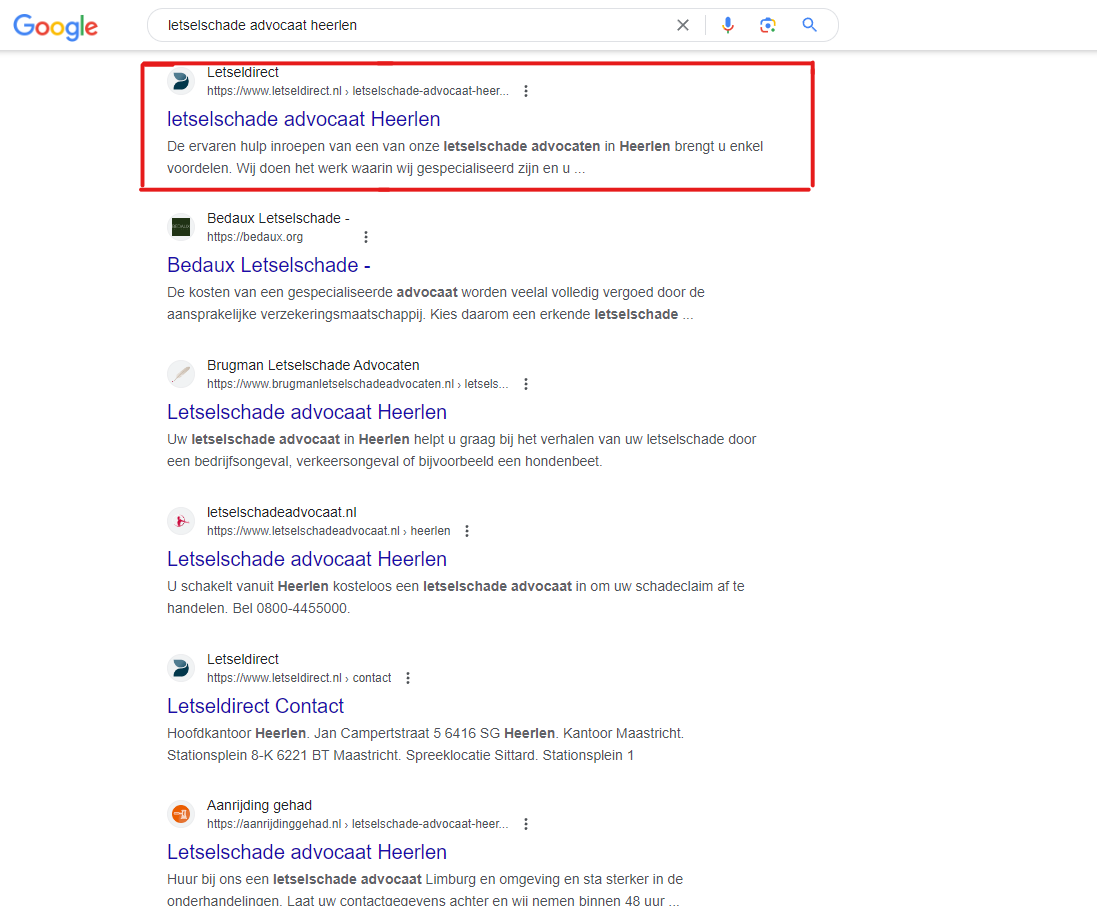 Google
letselschade advocaat Heerlen
Letseldirect
https://www.letseldirect.nl › letselschade-advocaat-heer...
letselschade advocaat Heerlen
De ervaren hulp inroepen van een van onze letselschade advocaten in Heerlen brengt u enkel
voordelen. Wij doen het werk waarin wij gespecialiseerd zijn en u ...
Bedaux Letselschade -
https://bedaux.org
Bedaux Letselschade -
De kosten van een gespecialiseerde advocaat worden veelal volledig vergoed door de
aansprakelijke verzekeringsmaatschappij. Kies daarom een erkende letselschade ...
Brugman Letselschade Advocaten
https://www.brugmanletselschadeadvocaten.nl › letsels...
Letselschade advocaat Heerlen
Uw letselschade advocaat in Heerlen helpt u graag bij het verhalen van uw letselschade door
een bedrijfsongeval, verkeersongeval of bijvoorbeeld een hondenbeet.
letselschadeadvocaat.nl
https://www.letselschadeadvocaat.nl › heerlen
Letselschade advocaat Heerlen
U schakelt vanuit Heerlen kosteloos een letselschade advocaat in om uw schadeclaim af te
handelen. Bel 0800-4455000.
Letseldirect
https://www.letseldirect.nl › contact
Letseldirect Contact
Hoofdkantoor Heerlen. Jan Campertstraat 5 6416 SG Heerlen. Kantoor Maastricht.
Stationsplein 8-K 6221 BT Maastricht. Spreeklocatie Sittard. Stationsplein 1
Aanrijding gehad
https://aanrijdinggehad.nl › letselschade-advocaat-heer...
Letselschade advocaat Heerlen
Huur bij ons een letselschade advocaat Limburg en omgeving en sta sterker in de
onderhandelingen. Laat uw contactgegevens achter en wij nemen binnen 48 uur ...